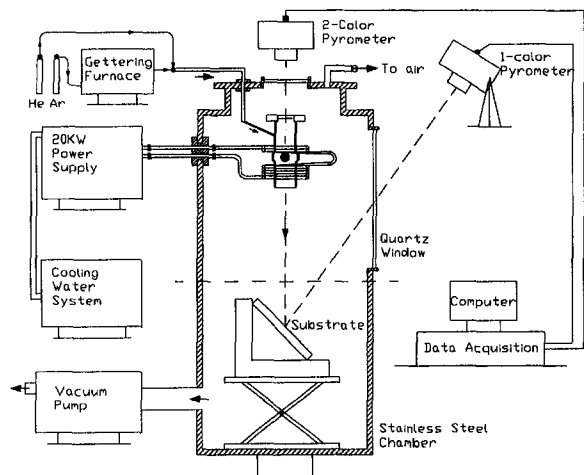 2-Color
Pyrometer
1-color
Pyrometer
Gettering
Furnace
To air
He Ar
20KW
Power
Supply
Quartz
Window
Cooling
Water
System
Computer
Substrate
Data Acquisition
Vacuum
Pump
Stainless Steel
Chamber